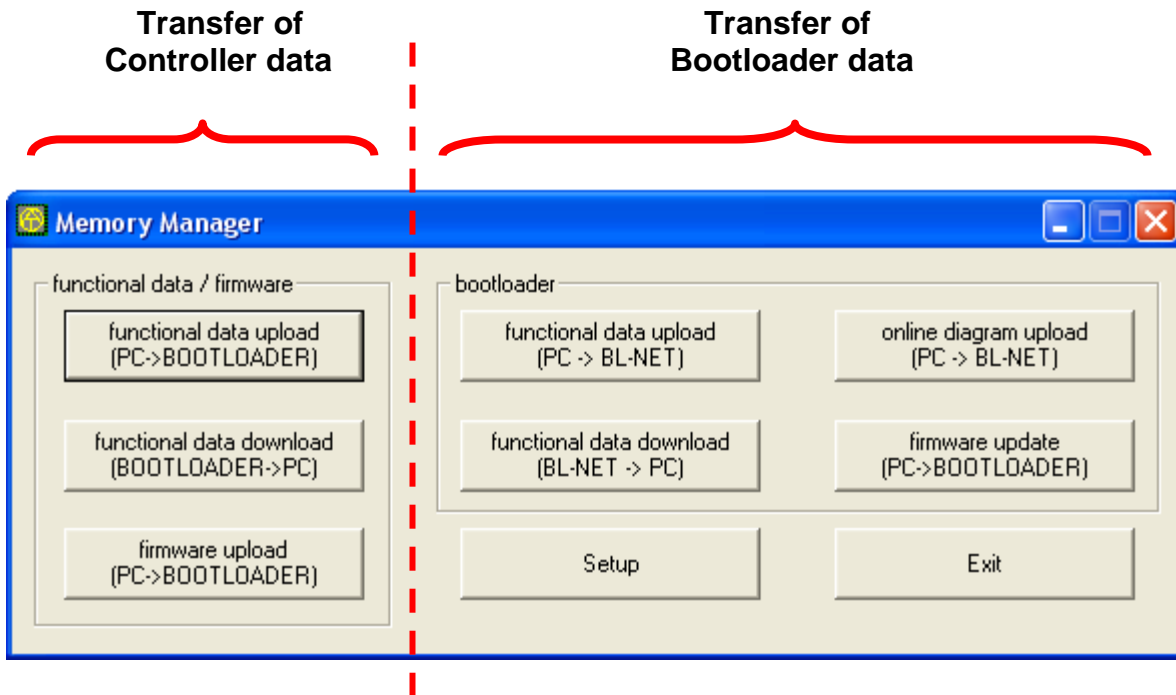 Transfer of
Controller data
Transfer of
Bootloader data
Memory Manager
functional data / firmware
functional data upload
(PC->BOOTLOADER)
functional data download
(BOOTLOADER->PC)
firmware upload
(PC->BOOTLOADER)
bootloader
functional data upload
(PC -> BL-NET)
online diagram upload
(PC -> BL-NET)
functional data download
(BL-NET -> PC)
firmware update
(PC->BOOTLOADER)
Setup
Exit